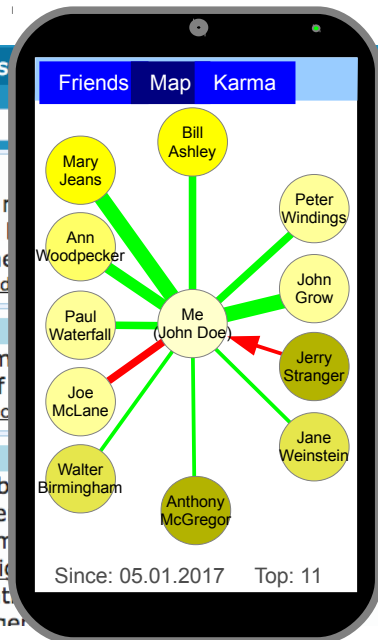 Friends Map Karma
Bill
Ashley
Mary
Jeans
Peter
Windings
Ann
Woodpecker
John
Grow
Me
(John Doe)
Paul
Waterfall
Jerry
Stranger
Joe
McLane
Jane
Weinstein
Walter
Birmingham
Anthony
McGregor
Since: 05.01.2017 Top: 11